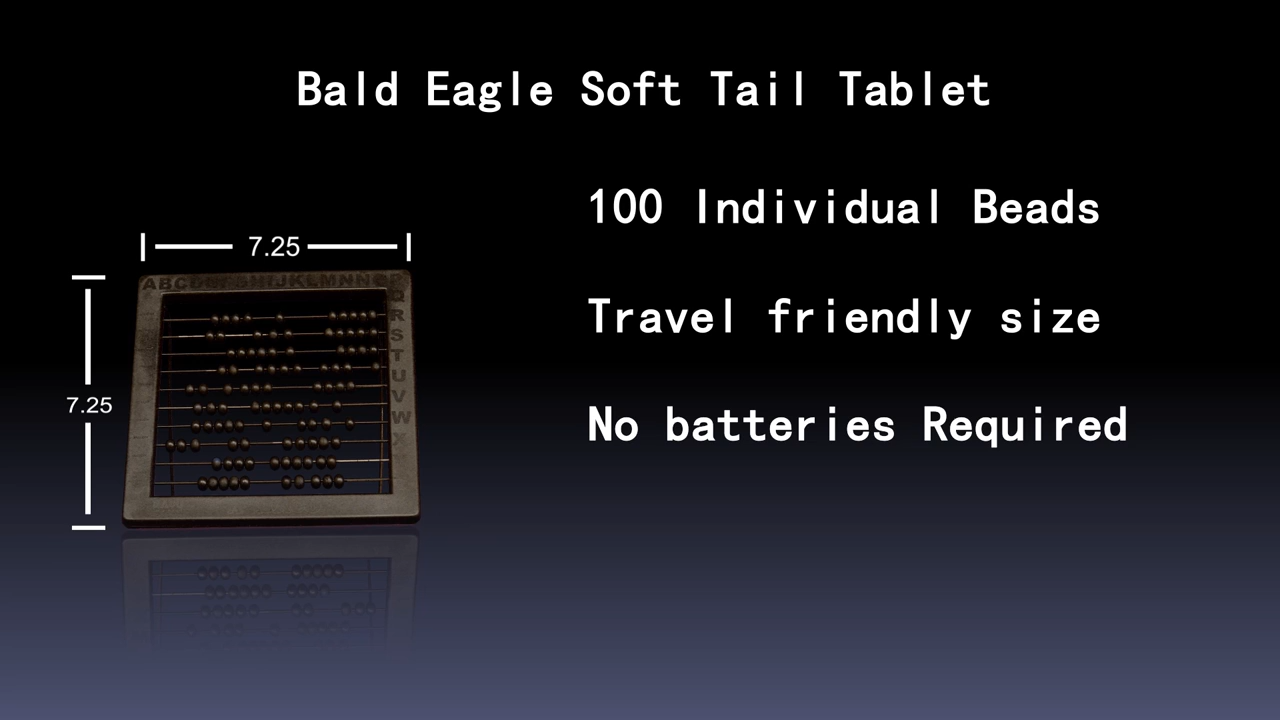 Bald Eagle Soft Tail Tablet
100 Individual Beads
Travel friendly size
No batteries Required
7.25
7.25
R
S
T
U
V
W
X